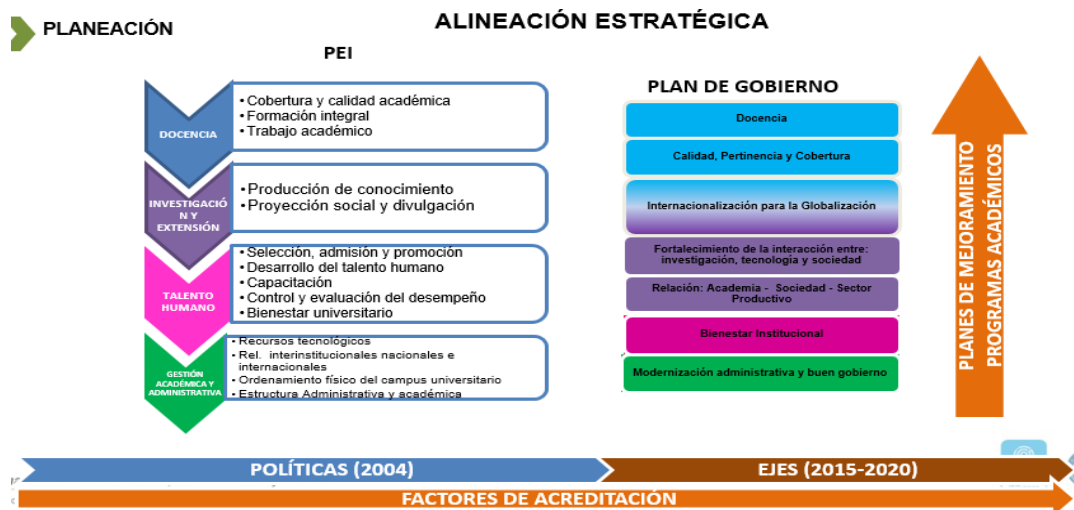 PLANEACIÓN
ALINEACIÓN ESTRATÉGICA
PEI
DOCENCIA
• Cobertura y calidad académica
• Formación integral
• Trabajo académico
INVESTIGACIÓ
N Y
EXTENSIÓN
• Producción de conocimiento
• Proyección social y divulgación
TALENTO
HUMANO
• Selección, admisión y promoción
• Desarrollo del talento humano
• Capacitación
• Control y evaluación del desempeño
• Bienestar universitario
GESTIÓN
ACADÉMICA Y
ADMINISTRATIVA
• Recursos tecnológicos
• Rel. interinstitucionales nacionales e
internacionales
• Ordenamiento físico del campus universitario
• Estructura Administrativa y académica
PLAN DE GOBIERNO
Docencia
Calidad, Pertinencia y Cobertura
Internacionalización para la Globalización
Fortalecimiento de la interacción entre:
investigación, tecnología y sociedad
Relación: Academia - Sociedad - Sector
Productivo
Bienestar Institucional
Modernización administrativa y buen gobierno
PLANES DE MEJORAMIENTO
PROGRAMAS ACADÉMICOS
POLÍTICAS (2004)
EJES (2015-2020)
FACTORES DE ACREDITACIÓN